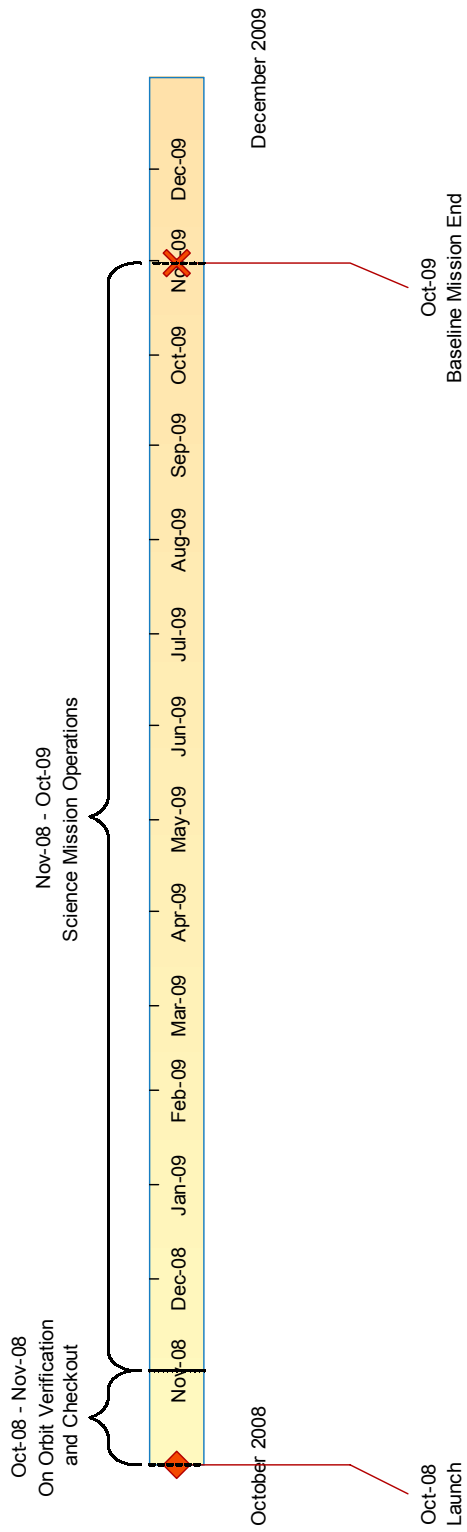 Oct-08 - Nov-08
On Orbit Verification
and Checkout
Nov-08 - Oct-09
Science Mission Operations
Nov-08
Dec-08
Jan-09
Feb-09
Mar-09
Apr-09
May-09
Jun-09
Jul-09
Aug-09
Sep-09
Oct-09
Nov-09
Dec-09
October 2008
December 2009
Oct-08
Launch
Oct-09
Baseline Mission End